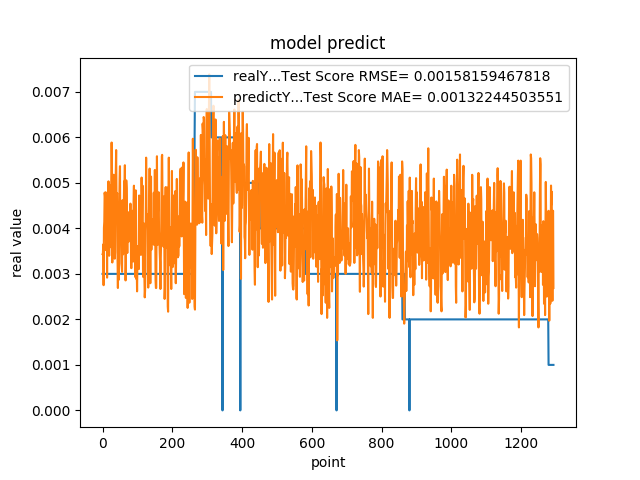 model predict
realY...Test Score RMSE= 0.00158159467818
predictY...Test Score MAE= 0.00132244503551
real value
0.007
0.006
0.005
0.004
0.003
0.002
0.001
0.000
0 200 400 600 800 1000 1200
point